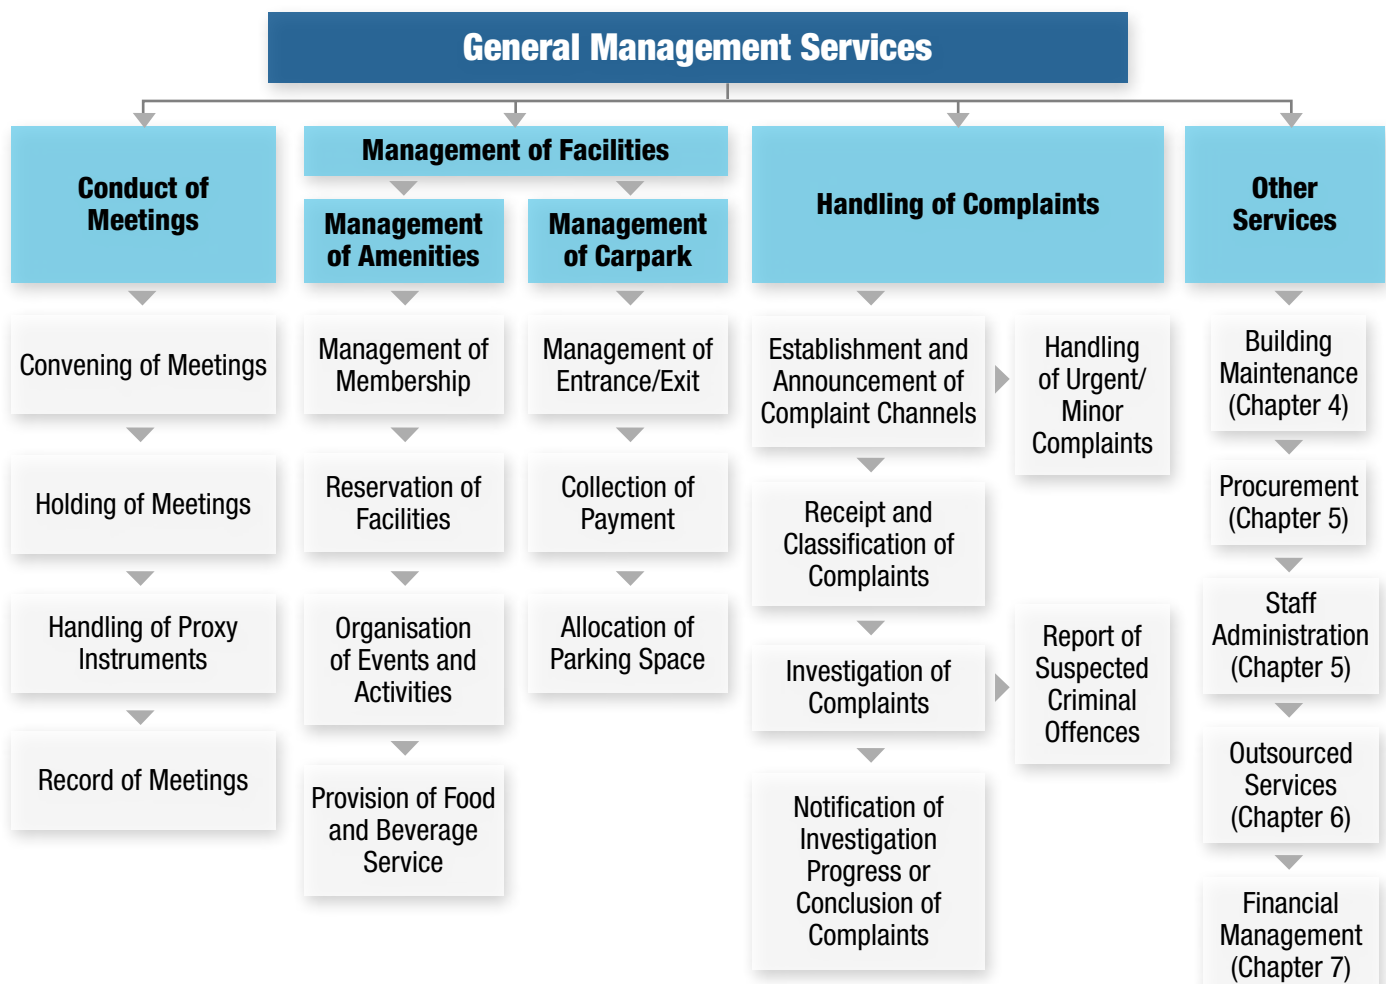 General Management Services
Conduct of
Meetings
Convening of Meetings
Holding of Meetings
Handling of Proxy
Instruments
Record of Meetings
Management of Facilities
Management
of Amenities
Management of
Membership
Reservation of
Facilities
Organisation
of Events and
Activities
Provision of Food
and Beverage
Service
Management
of Carpark
Management of
Entrance/Exit
Collection of
Payment
Allocation of
Parking Space
Handling of Complaints
Establishment and
Announcement of
Complaint Channels
Handling
of Urgent/
Minor
Complaints
Receipt and
Classification of
Complaints
Investigation of
Complaints
Report of
Suspected
Criminal
Offences
Notification of
Investigation
Progress or
Conclusion of
Complaints
Other
Services
Building
Maintenance
(Chapter 4)
Procurement
(Chapter 5)
Staff
Administration
(Chapter 5)
Outsourced
Services
(Chapter 6)
Financial
Management
(Chapter 7)